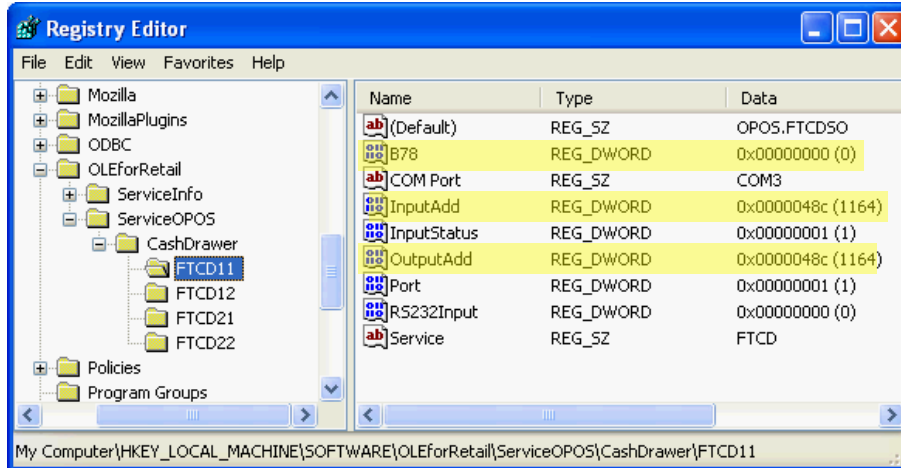 Registry Editor
File Edit View Favorites Help
Mozilla
MozillaPlugins
ODBC
OLEforRetail
ServiceInfo
ServiceOPOS
CashDrawer
FTCD11
FTCD12
FTCD21
FTCD22
Policies
Program Groups
Name Type Data
(Default) REG_SZ OPOS.FTCDSO
B78 REG_DWORD 0x00000000 (0)
COM Port REG_SZ COM3
InputAdd REG_DWORD 0x0000048c (1164)
InputStatus REG_DWORD 0x00000001 (1)
OutputAdd REG_DWORD 0x0000048c (1164)
Port REG_DWORD 0x00000001 (1)
RS232Input REG_DWORD 0x00000000 (0)
Service REG_SZ FTCD
My Computer\HKEY_LOCAL_MACHINE\SOFTWARE\OLEforRetail\ServiceOPOS\CashDrawer\FTCD11